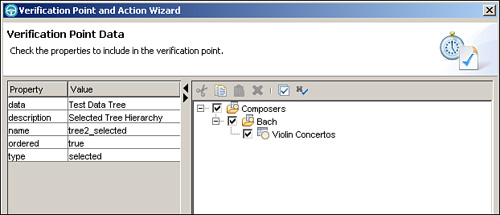 Verification Point and Action Wizard
Verification Point Data
Check the properties to include in the verification point.
Property Value
data Test Data Tree
description Selected Tree Hierarchy
name tree2_selected
ordered true
type selected
Composers
Bach
Violin Concertos